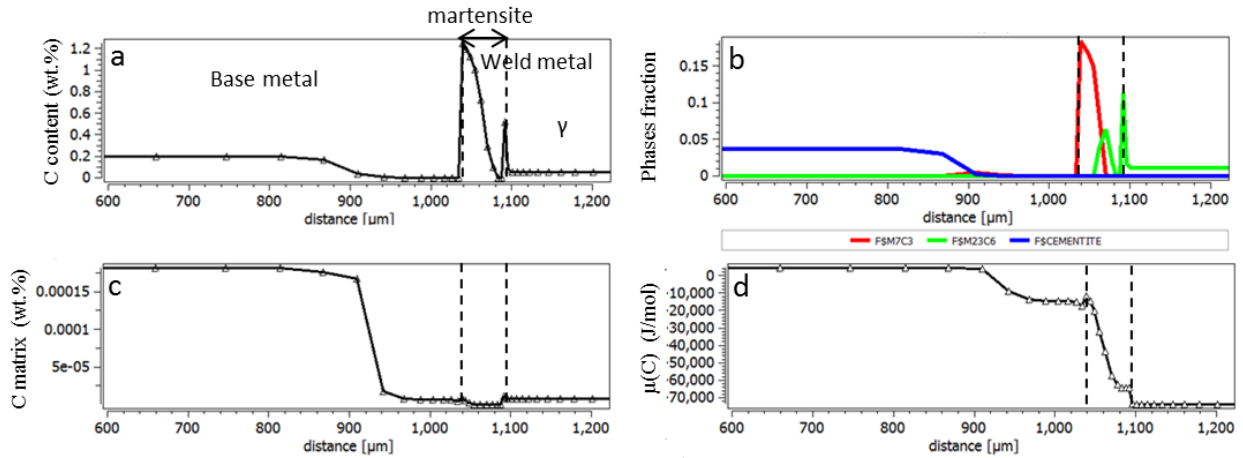 martensite
a
Base metal
Weld metal
γ
C content (wt.%)
1.2
1
0.8
0.6
0.4
0.2
0
600 700 800 900 1,000 1,100 1,200
distance [µm]
b
Phases fraction
0.15
0.1
0.05
0
600 700 800 900 1,000 1,100 1,200
distance [µm]
F$M7C3 F$M23C6 F$CEMENTITE
c
C matrix (wt.%)
0.00015
0.0001
5e-05
600 700 800 900 1,000 1,100 1,200
distance [µm]
d
µ(C) (J/mol)
0
-10,000
-20,000
-30,000
-40,000
-50,000
-60,000
-70,000
600 700 800 900 1,000 1,100 1,200
distance [µm]